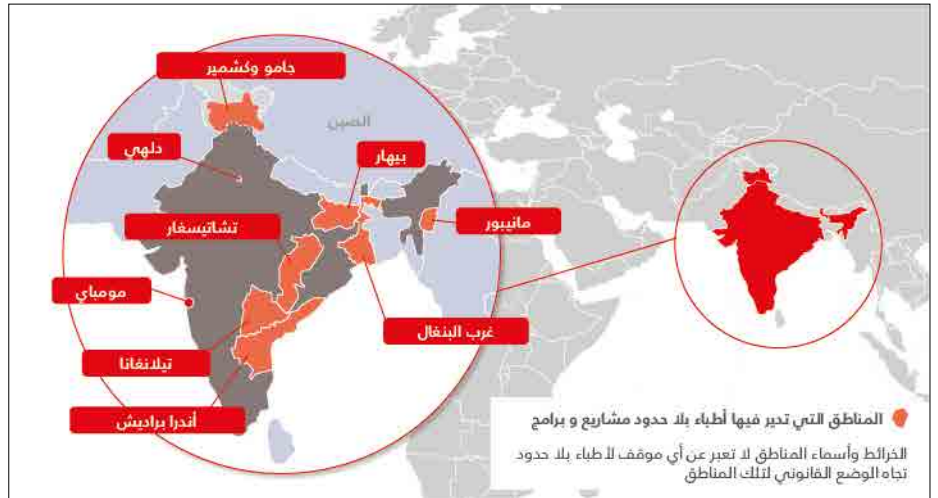 جامو وكشمير
الصين
دلهي
بيهار
تشاتيسغار
مانيبور
مومباي
غرب البنغال
تيلانغانا
أندرا براديش
المناطق التي تدير فيها أطباء بلا حدود مشاريع و برامج
الخرائط وأسماء المناطق لا تعبر عن أي موقف لأطباء بلا حدود
تجاه الوضع القانوني لتلك المناطق